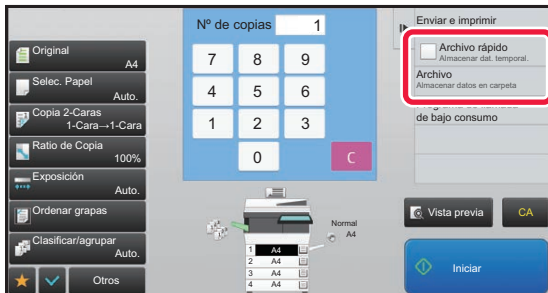 Nº de copias
1
Enviar e imprimir
Archivo rápido
Almacenar dat. temporal.
Archivo
Almacenar datos en carpeta
de bajo consumo
Original
A4
Selec. Papel
Auto.
Copia 2-Caras
1-Cara→1-Cara
Ratio de Copia
100%
Exposición
Auto.
Ordenar grapas
Clasificar/agrupar
Auto.
Otros
7 8 9
4 5 6
1 2 3
0 C
Normal
A4
1 A4
2 A4
3 A4
4 A4
Vista previa
CA
Iniciar